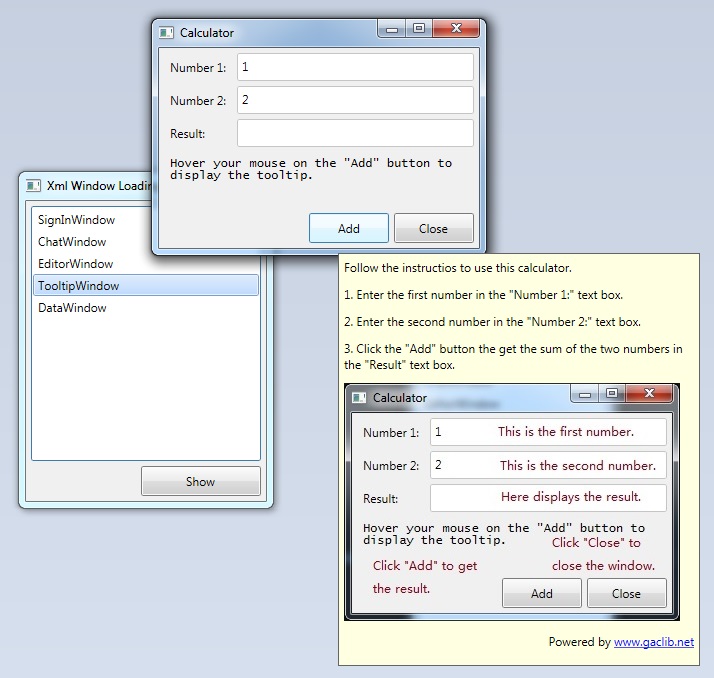 Calculator
Number 1:
1
Number 2:
2
Result:
Hover your mouse on the "Add" button to
display the tooltip.
Add
Close
Xml Window Loadin
SignInWindow
ChatWindow
EditorWindow
TooltipWindow
DataWindow
Show
Follow the instructios to use this calculator.
1. Enter the first number in the "Number 1:" text box.
2. Enter the second number in the "Number 2:" text box.
3. Click the "Add" button the get the sum of the two numbers in
the "Result" text box.
Calculator
Number 1:
1
This is the first number.
Number 2:
2
This is the second number.
Result:
Here displays the result.
Hover your mouse on the "Add" button to
display the tooltip.
Click "Close" to
close the window.
Click "Add" to get
the result.
Add
Close
Powered by www.gaclib.net